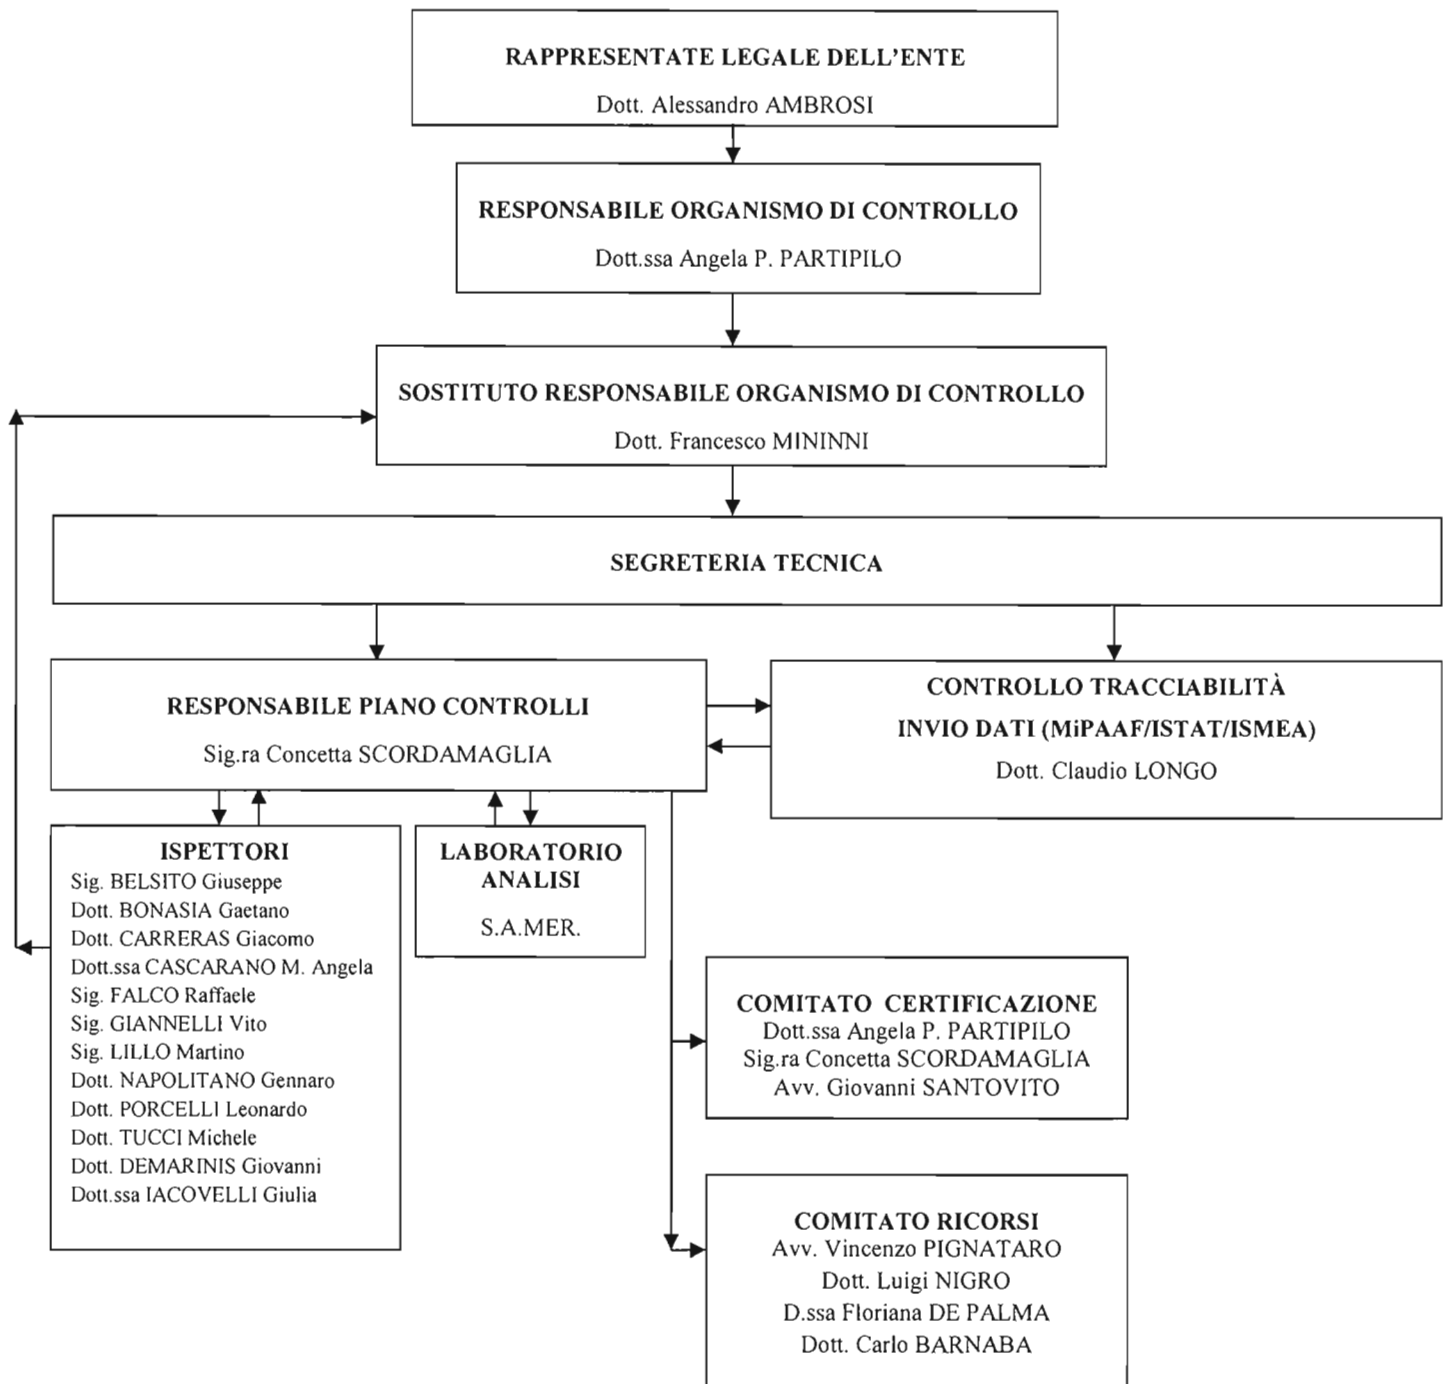 RAPPRESENTATE LEGALE DELL'ENTE
Dott. Alessandro AMBROSI
RESPONSABILE ORGANISMO DI CONTROLLO
Dott.ssa Angela P. PARTIPILO
SOSTITUTO RESPONSABILE ORGANISMO DI CONTROLLO
Dott. Francesco MININNI
SEGRETERIA TECNICA
RESPONSABILE PIANO CONTROLLI
Sig.ra Concetta SCORDAMAGLIA
CONTROLLO TRACCIABILITÀ
INVIO DATI (MiPAAF/ISTAT/ISMEA)
Dott. Claudio LONGO
ISPETTORI
Sig. BELSITO Giuseppe
Dott. BONASIA Gaetano
Dott. CARRERAS Giacomo
Dott.ssa CASCARANO M. Angela
Sig. FALCO Raffaele
Sig. GIANNELLI Vito
Sig. LILLO Martino
Dott. NAPOLITANO Gennaro
Dott. PORCELLI Leonardo
Dott. TUCCI Michele
Dott. DEMARINIS Giovanni
Dott.ssa IACOVELLI Giulia
LABORATORIO
ANALISI
S.A.MER.
COMITATO CERTIFICAZIONE
Dott.ssa Angela P. PARTIPILO
Sig.ra Concetta SCORDAMAGLIA
Avv. Giovanni SANTOVITO
COMITATO RICORSI
Avv. Vincenzo PIGNATARO
Dott. Luigi NIGRO
D.ssa Floriana DE PALMA
Dott. Carlo BARNABA